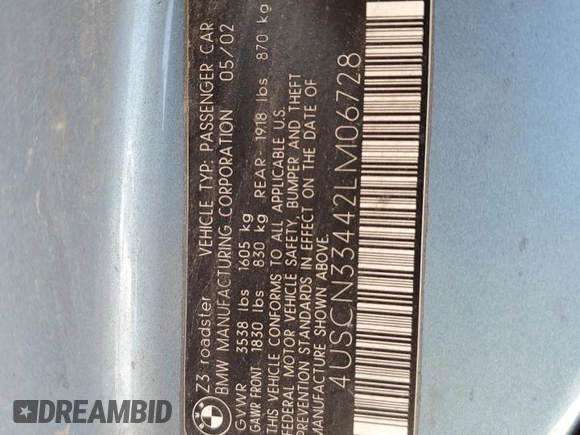 Z3 roadster VEHICLE TYP: PASSENGER CAR
BMW MANUFACTURING CORPORATION 05/02
GVWR 3538 lbs 1605 kg
GAWR FRONT 1830 lbs 830 kg REAR 1918 lbs 870 kg
THIS VEHICLE CONFORMS TO ALL APPLICABLE U.S.
FEDERAL MOTOR VEHICLE SAFETY, BUMPER AND THEFT
PREVENTION STANDARDS IN EFFECT ON THE DATE OF
MANUFACTURE SHOWN ABOVE.
4USCN33442LM06728
DREAMBID